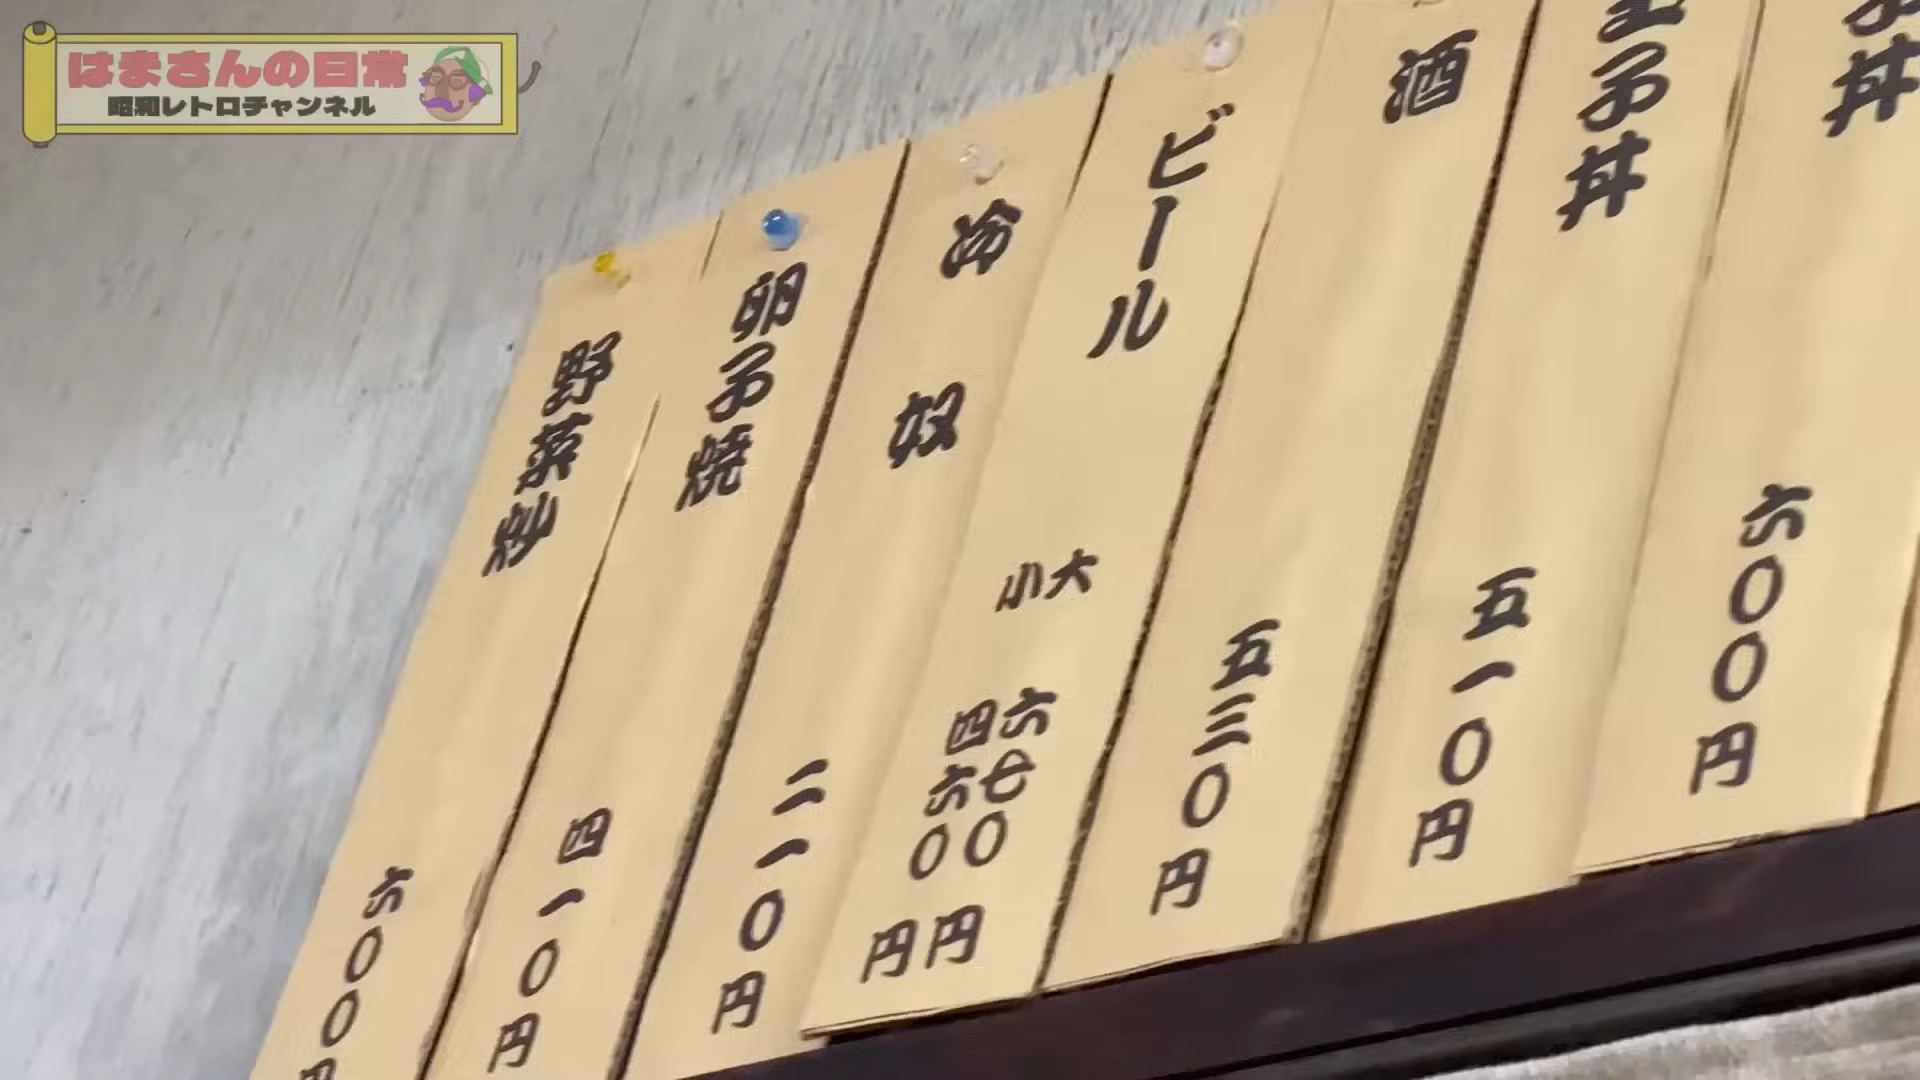 はまさんの日常
昭和レトロチャンネル
丼
六〇〇円
玉子丼
五一〇円
酒
五三〇円
ビール
大 六七〇円
小 四六〇円
冷奴
二一〇円
卵子焼
四一〇円
野菜炒
六〇〇円